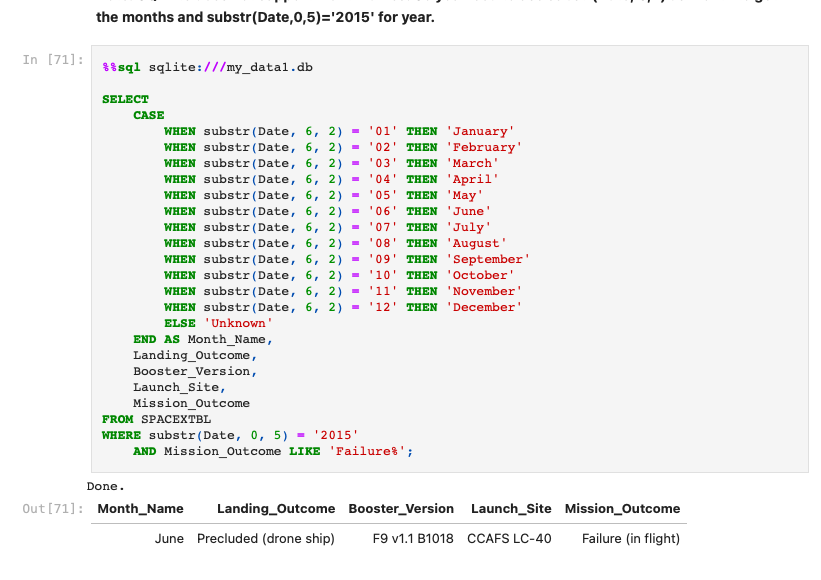 the months and substr(Date,0,5)='2015' for year.
In [71]:
%%sql sqlite:///my_data1.db
SELECT
CASE
WHEN substr(Date, 6, 2) = '01' THEN 'January'
WHEN substr(Date, 6, 2) = '02' THEN 'February'
WHEN substr(Date, 6, 2) = '03' THEN 'March'
WHEN substr(Date, 6, 2) = '04' THEN 'April'
WHEN substr(Date, 6, 2) = '05' THEN 'May'
WHEN substr(Date, 6, 2) = '06' THEN 'June'
WHEN substr(Date, 6, 2) = '07' THEN 'July'
WHEN substr(Date, 6, 2) = '08' THEN 'August'
WHEN substr(Date, 6, 2) = '09' THEN 'September'
WHEN substr(Date, 6, 2) = '10' THEN 'October'
WHEN substr(Date, 6, 2) = '11' THEN 'November'
WHEN substr(Date, 6, 2) = '12' THEN 'December'
ELSE 'Unknown'
END AS Month_Name,
Landing_Outcome,
Booster_Version,
Launch_Site,
Mission_Outcome
FROM SPACEXTBL
WHERE substr(Date, 0, 5) = '2015'
AND Mission_Outcome LIKE 'Failure%';
Done.
Out[71]:
Month_Name Landing_Outcome Booster_Version Launch_Site Mission_Outcome
June Precluded (drone ship) F9 v1.1 B1018 CCAFS LC-40 Failure (in flight)